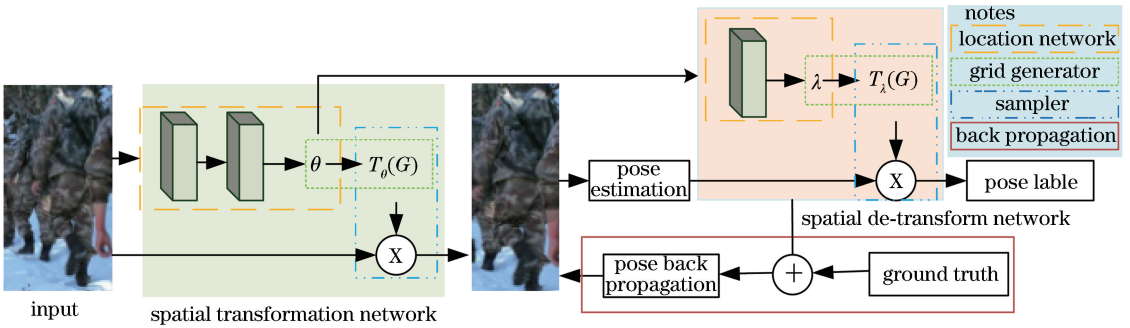 notes
location network
grid generator
sampler
back propagation
λ
T_λ(G)
θ
T_θ(G)
X
pose
estimation
X
pose lable
spatial de-transform network
pose back
propagation
+
ground truth
input
spatial transformation network